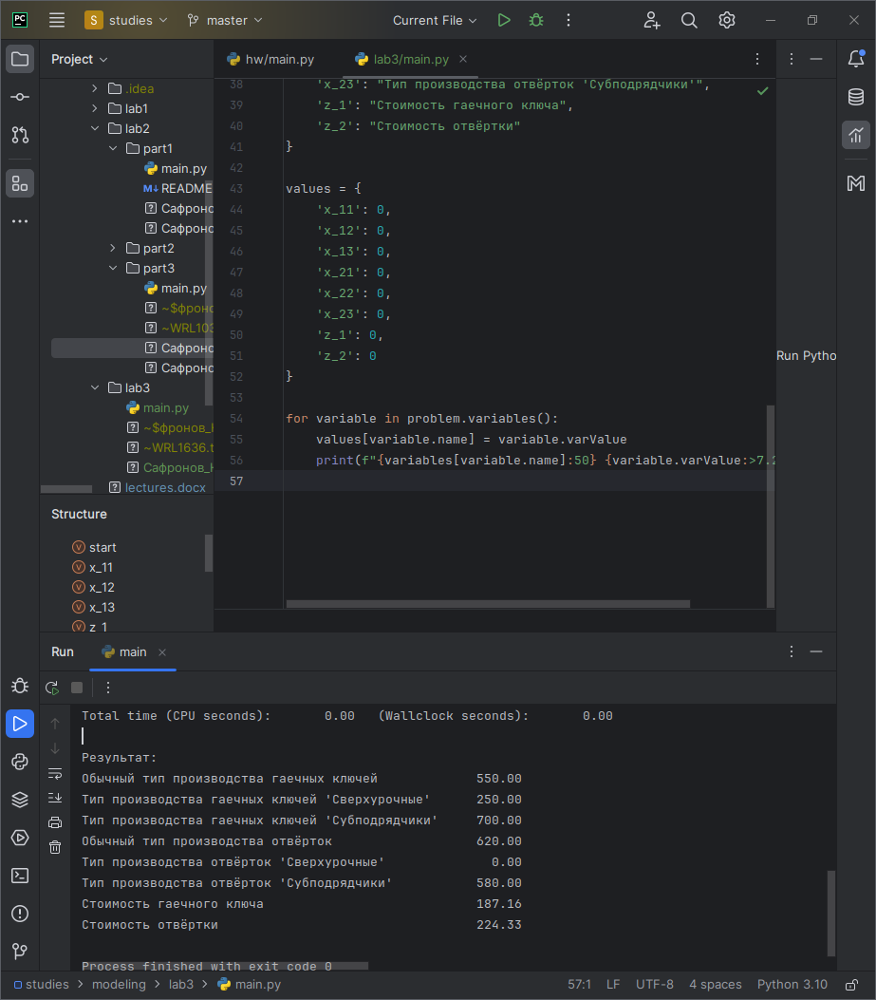 PC
S studies
master
Current File
Project
.idea
lab1
lab2
part1
main.py
M↓ README
Сафроно
Сафроно
part2
part3
main.py
~$фроно
~WRL103
Сафроно
Сафроно
lab3
main.py
~$фронов_
~WRL1636.t
Сафронов_
lectures.docx
Structure
start
x_11
x_12
x_13
z_1
hw/main.py
lab3/main.py
38 'x_23': "Тип производства отвёрток 'Субподрядчики'",
39 'z_1': "Стоимость гаечного ключа",
40 'z_2': "Стоимость отвёртки"
41 }
42
43 values = {
44 'x_11': 0,
45 'x_12': 0,
46 'x_13': 0,
47 'x_21': 0,
48 'x_22': 0,
49 'x_23': 0,
50 'z_1': 0,
51 'z_2': 0
52 }
53
54 for variable in problem.variables():
55 values[variable.name] = variable.varValue
56 print(f"{variables[variable.name]:50} {variable.varValue:>7.2
57
Run Pytho
Run
main
Total time (CPU seconds): 0.00 (Wallclock seconds): 0.00
Результат:
Обычный тип производства гаечных ключей 550.00
Тип производства гаечных ключей 'Сверхурочные' 250.00
Тип производства гаечных ключей 'Субподрядчики' 700.00
Обычный тип производства отвёрток 620.00
Тип производства отвёрток 'Сверхурочные' 0.00
Тип производства отвёрток 'Субподрядчики' 580.00
Стоимость гаечного ключа 187.16
Стоимость отвёртки 224.33
Process finished with exit code 0
studies > modeling > lab3 > main.py
57:1 LF UTF-8 4 spaces Python 3.10